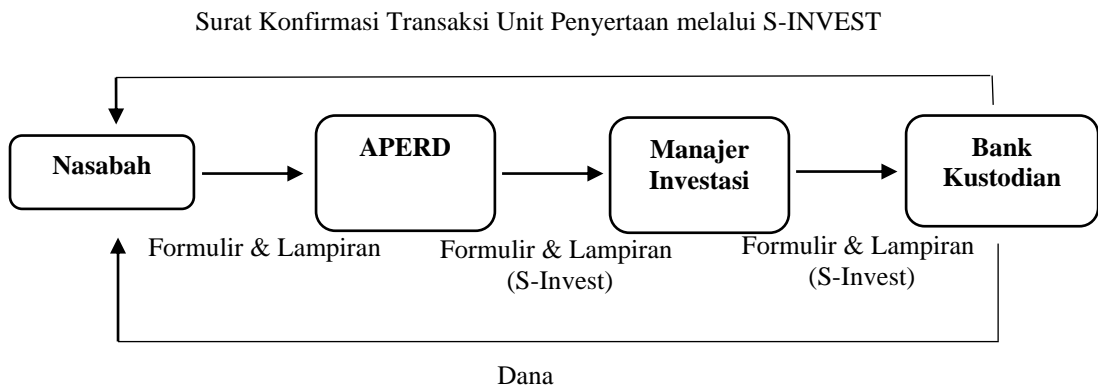 Surat Konfirmasi Transaksi Unit Penyertaan melalui S-INVEST
Nasabah
APERD
Manajer
Investasi
Bank
Kustodian
Formulir & Lampiran
Formulir & Lampiran
(S-Invest)
Formulir & Lampiran
(S-Invest)
Dana